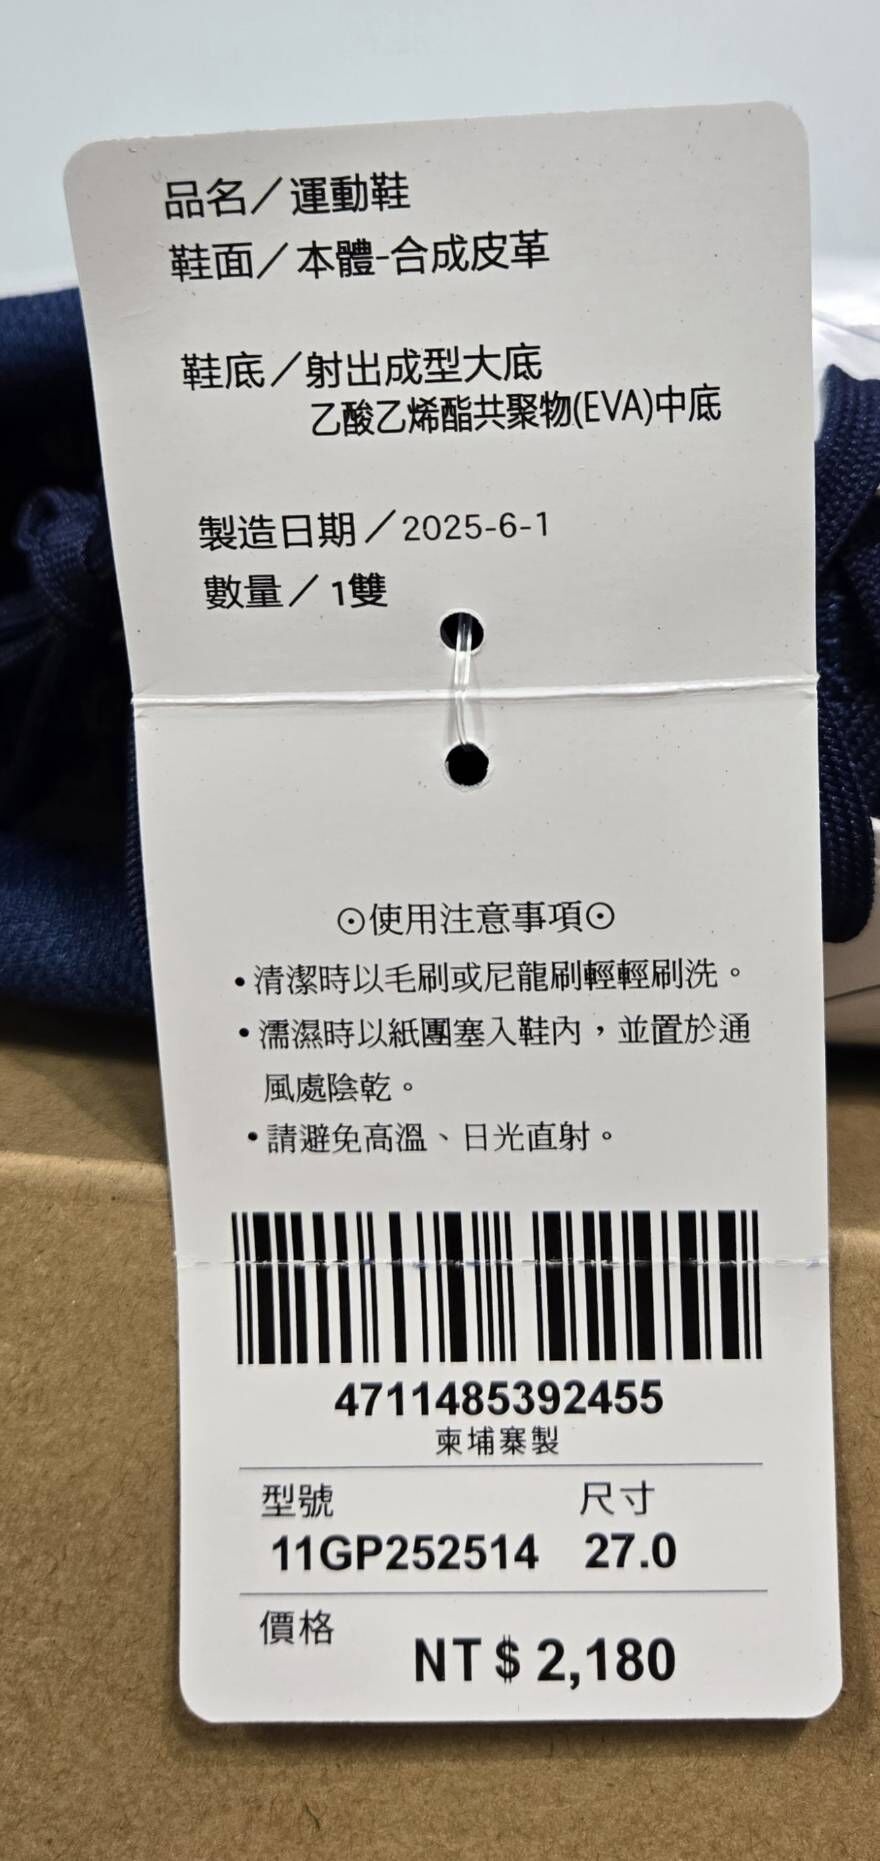 品名／運動鞋
鞋面／本體-合成皮革
鞋底／射出成型大底
乙酸乙烯酯共聚物(EVA)中底
製造日期／2025-6-1
數量／1雙
⊙使用注意事項⊙
•清潔時以毛刷或尼龍刷輕輕刷洗。
•濡濕時以紙團塞入鞋內，並置於通
風處陰乾。
•請避免高溫、日光直射。
4711485392455
柬埔寨製
型號 尺寸
11GP252514 27.0
價格
NT$2,180